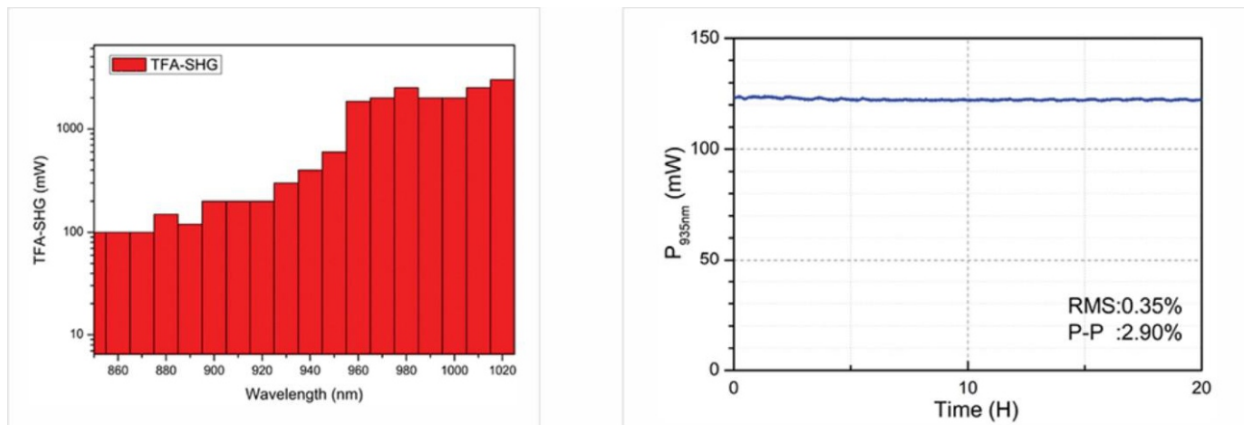 TFA-SHG
TFA-SHG (mW)
1000
100
10
860 880 900 920 940 960 980 1000 1020
Wavelength (nm)
150
100
50
0
P935nm (mW)
RMS:0.35%
P-P :2.90%
0 10 20
Time (H)